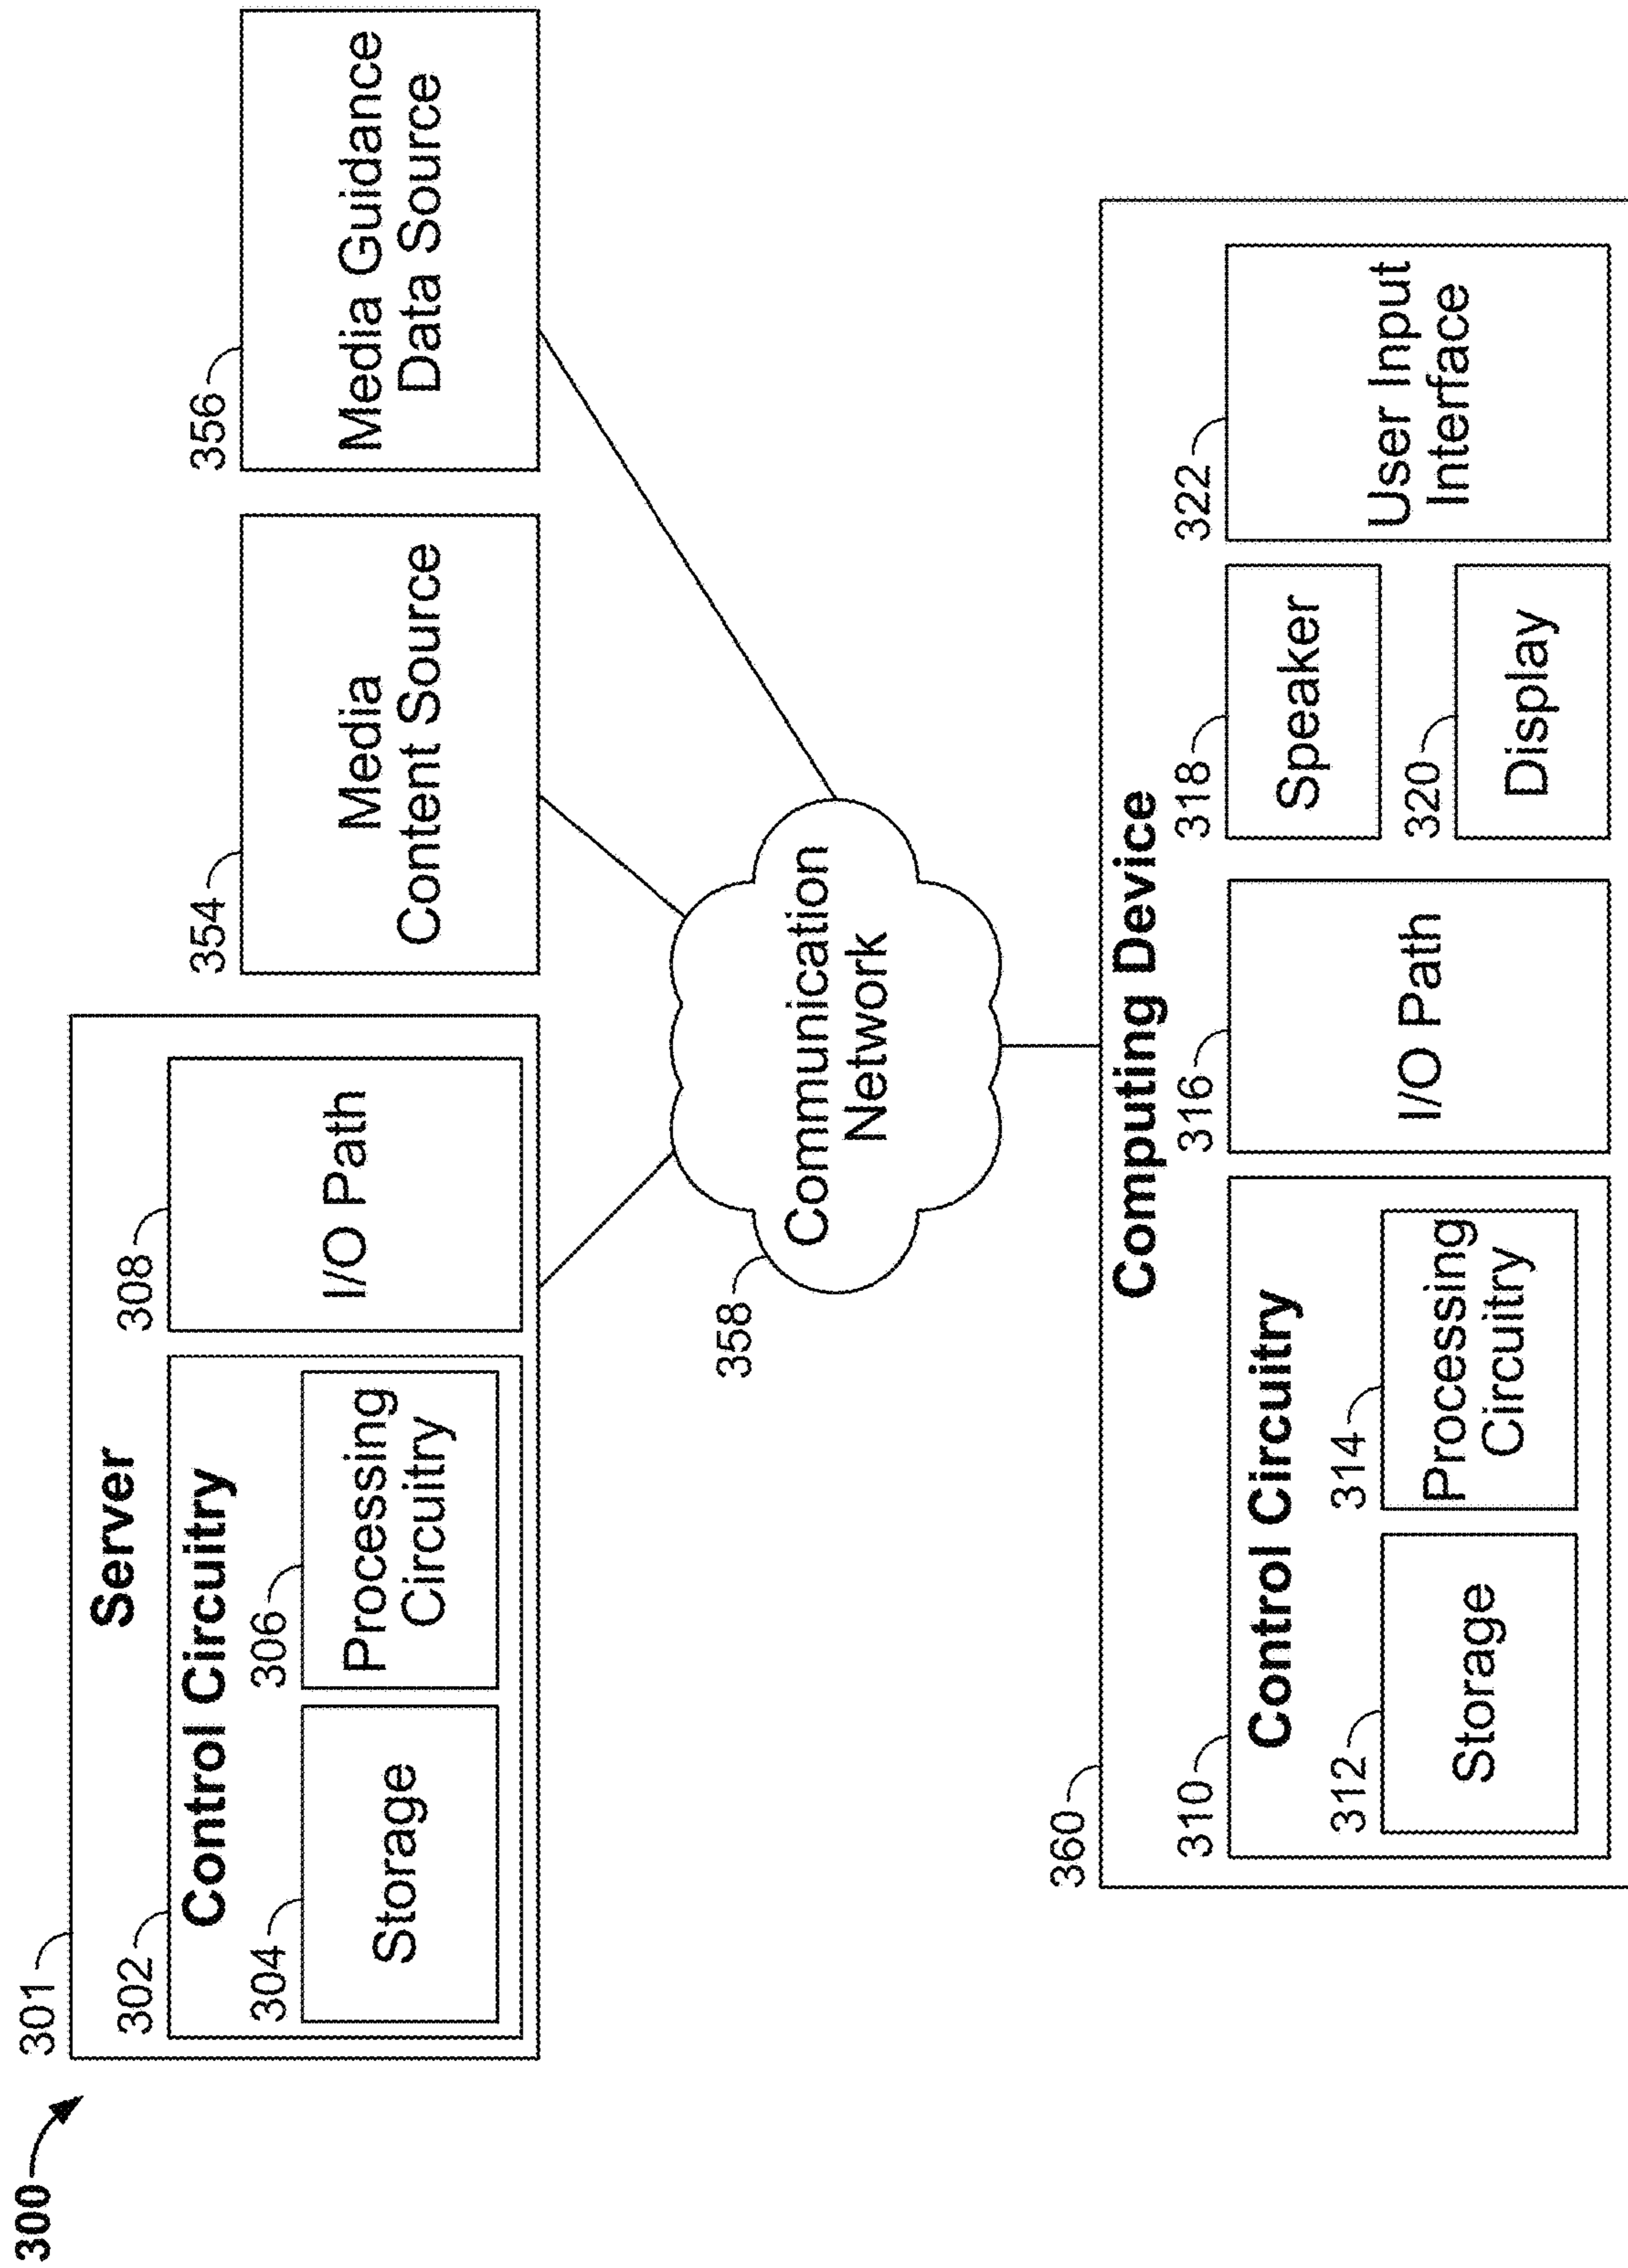 300
301
Server
302
Control Circuitry
304
Storage
306
Processing
Circuitry
308
I/O Path
354
Media
Content Source
356
Media Guidance
Data Source
358
Communication
Network
360
Computing Device
310
Control Circuitry
312
Storage
314
Processing
Circuitry
316
I/O Path
318
Speaker
320
Display
322
User Input
Interface